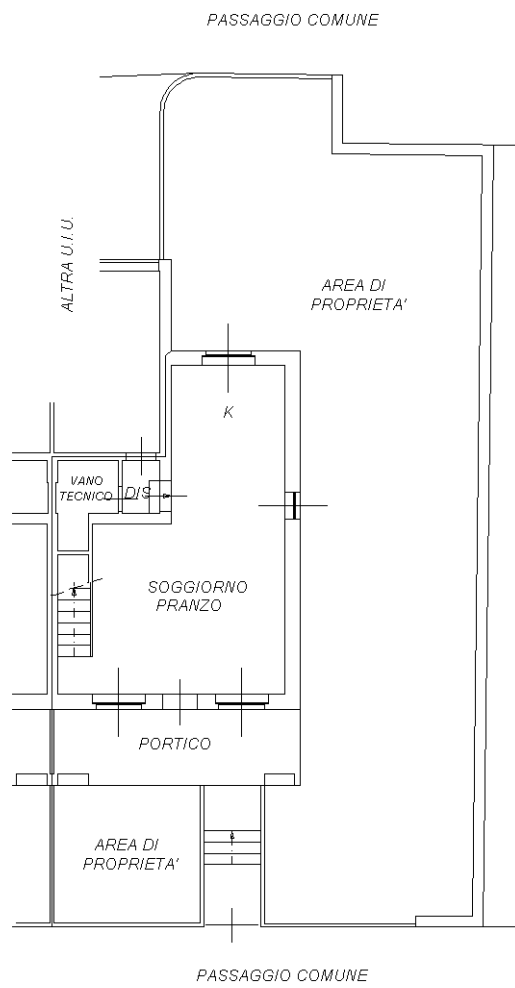 PASSAGGIO COMUNE
ALTRA U.I.U.
AREA DI
PROPRIETA'
K
VANO
TECNICO
DIS
SOGGIORNO
PRANZO
PORTICO
AREA DI
PROPRIETA'
PASSAGGIO COMUNE